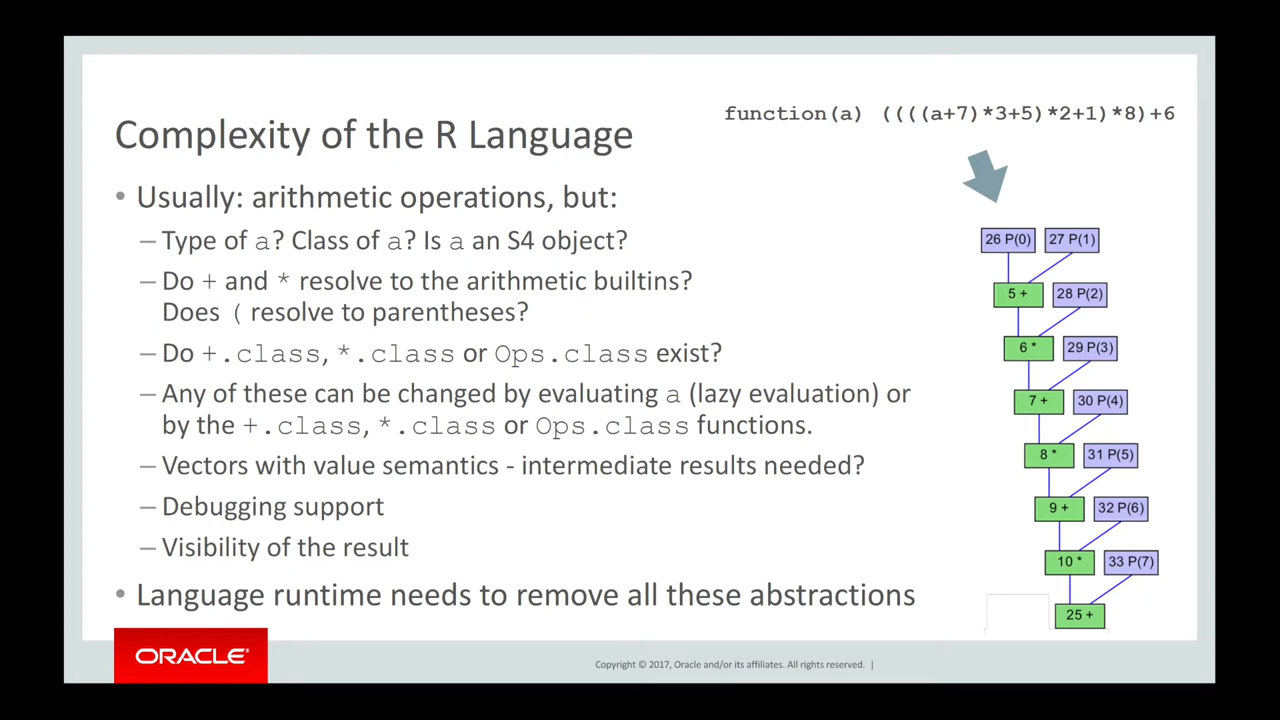 function(a) ((((a+7)*3+5)*2+1)*8)+6
Complexity of the R Language
• Usually: arithmetic operations, but:
– Type of a? Class of a? Is a an S4 object?
– Do + and * resolve to the arithmetic builtins?
Does ( resolve to parentheses?
– Do +.class, *.class or Ops.class exist?
– Any of these can be changed by evaluating a (lazy evaluation) or
by the +.class, *.class or Ops.class functions.
– Vectors with value semantics - intermediate results needed?
– Debugging support
– Visibility of the result
• Language runtime needs to remove all these abstractions
26 P(0) 27 P(1)
5 + 28 P(2)
6 * 29 P(3)
7 + 30 P(4)
8 * 31 P(5)
9 + 32 P(6)
10 * 33 P(7)
25 +
ORACLE®
Copyright © 2017, Oracle and/or its affiliates. All rights reserved. |